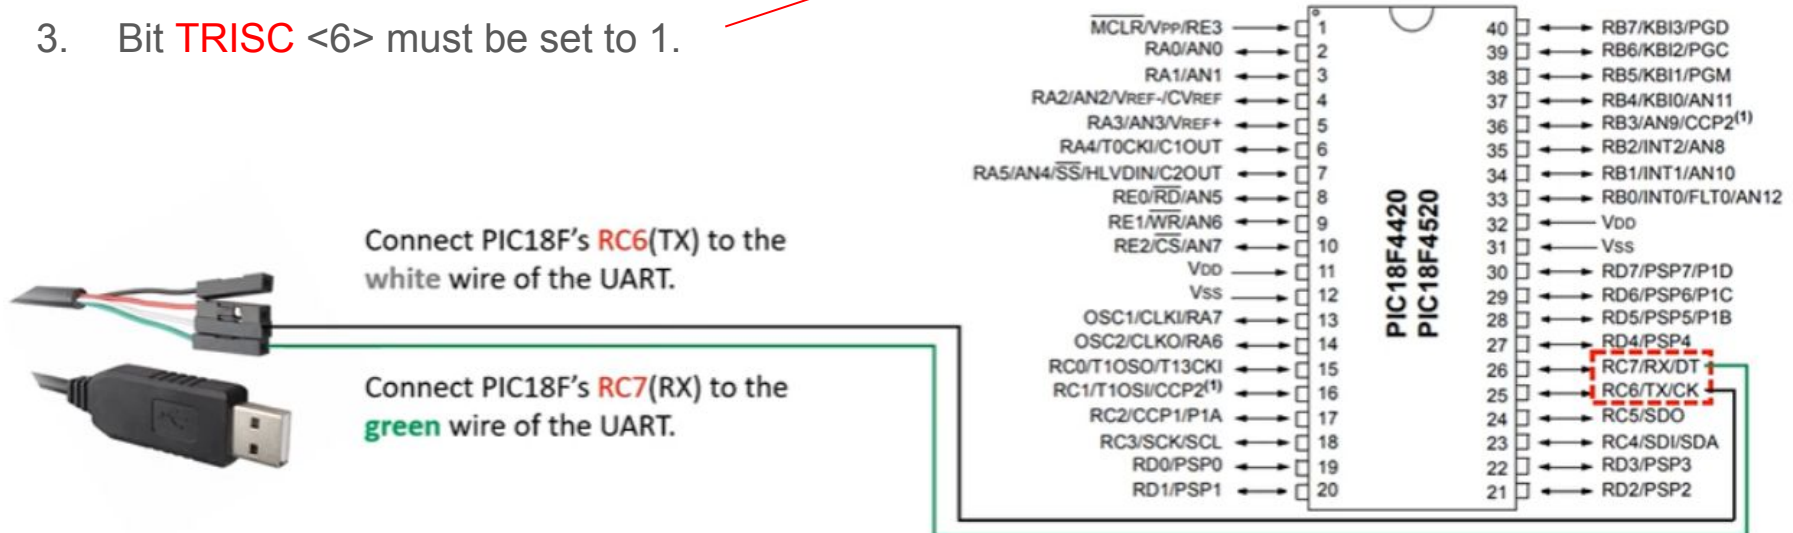 3. Bit TRISC <6> must be set to 1.
Connect PIC18F's RC6(TX) to the
white wire of the UART.
Connect PIC18F's RC7(RX) to the
green wire of the UART.
MCLR/VPP/RE3 1
RA0/AN0 2
RA1/AN1 3
RA2/AN2/VREF-/CVREF 4
RA3/AN3/VREF+ 5
RA4/T0CKI/C1OUT 6
RA5/AN4/SS/HLVDIN/C2OUT 7
RE0/RD/AN5 8
RE1/WR/AN6 9
RE2/CS/AN7 10
VDD 11
VSS 12
OSC1/CLKI/RA7 13
OSC2/CLKO/RA6 14
RC0/T1OSO/T13CKI 15
RC1/T1OSI/CCP2(1) 16
RC2/CCP1/P1A 17
RC3/SCK/SCL 18
RD0/PSP0 19
RD1/PSP1 20
PIC18F4420
PIC18F4520
40 RB7/KBI3/PGD
39 RB6/KBI2/PGC
38 RB5/KBI1/PGM
37 RB4/KBI0/AN11
36 RB3/AN9/CCP2(1)
35 RB2/INT2/AN8
34 RB1/INT1/AN10
33 RB0/INT0/FLT0/AN12
32 VDD
31 VSS
30 RD7/PSP7/P1D
29 RD6/PSP6/P1C
28 RD5/PSP5/P1B
27 RD4/PSP4
26 RC7/RX/DT
25 RC6/TX/CK
24 RC5/SDO
23 RC4/SDI/SDA
22 RD3/PSP3
21 RD2/PSP2